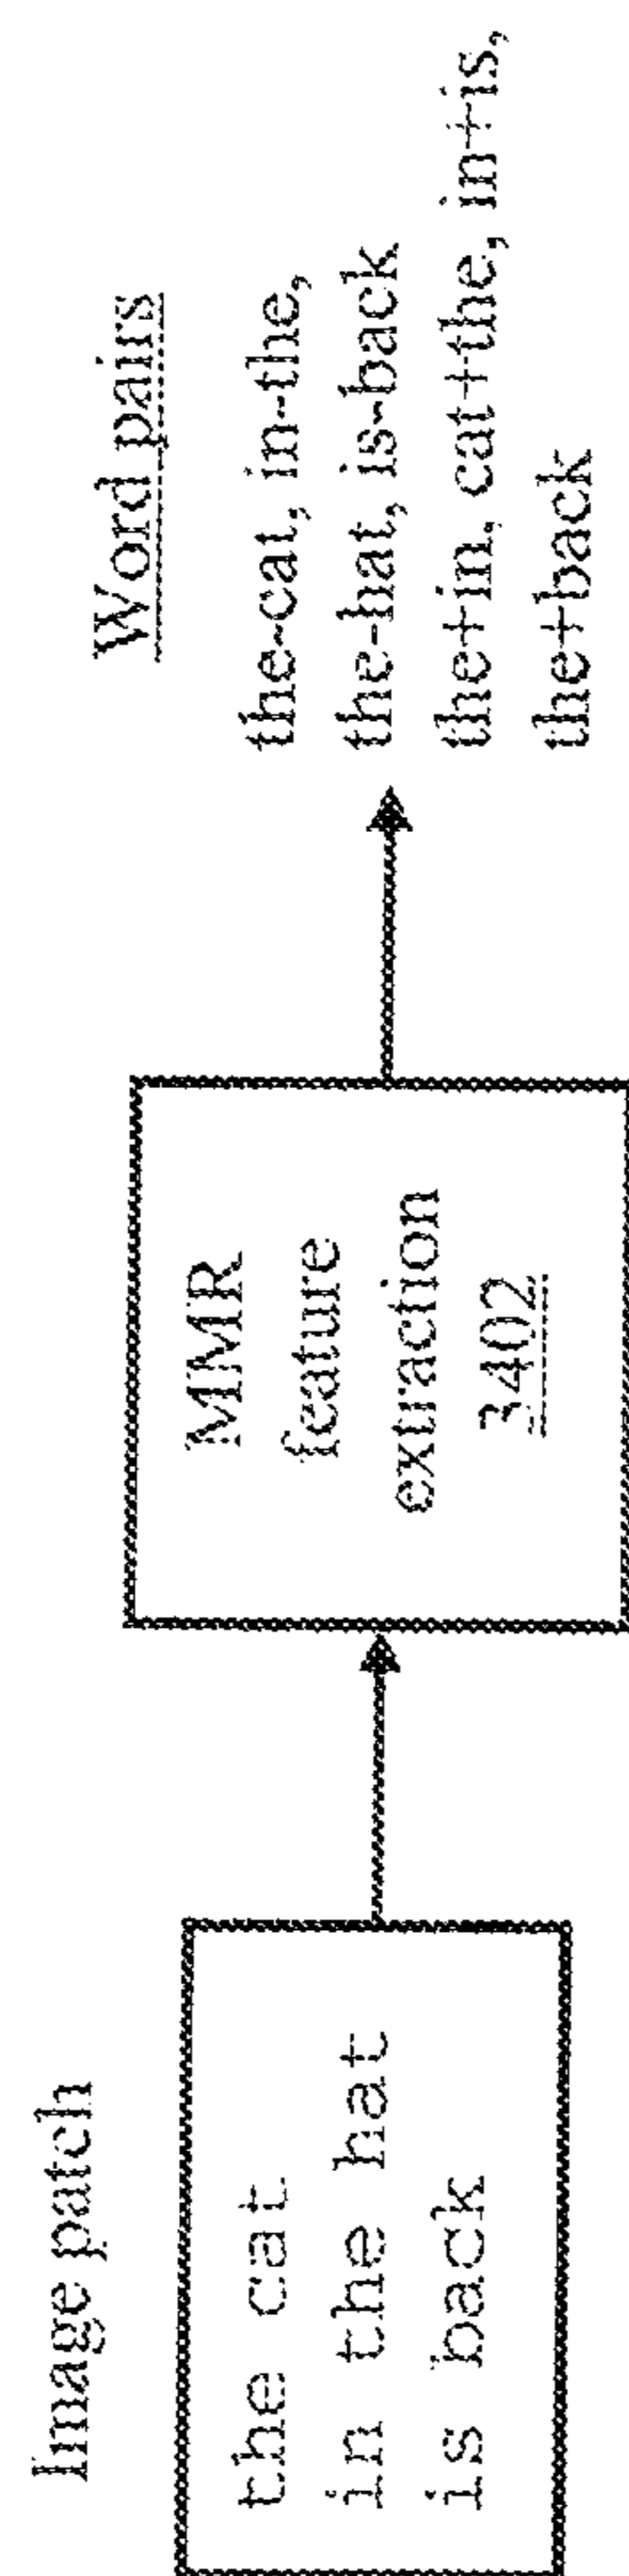 Image patch
the cat
in the hat
is back
MMR
feature
extraction
3402
Word pairs
the-cat, in-the,
the-hat, is-back
the+in, cat+the, in+is,
the+back